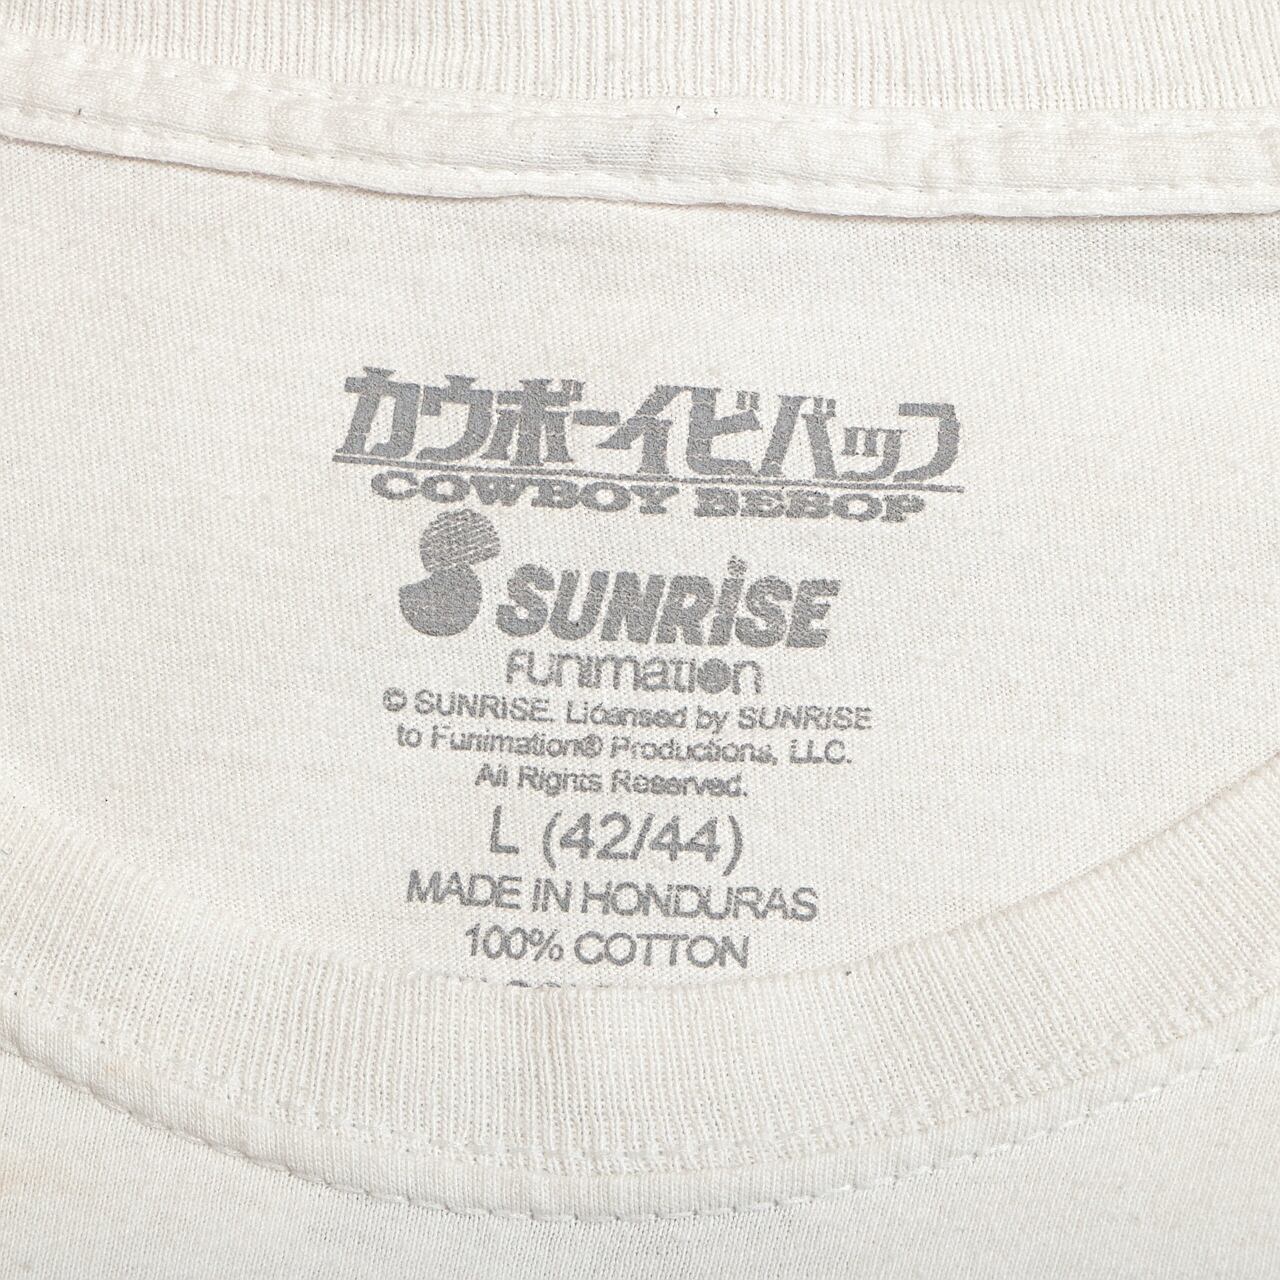 カウボーイビバップ
COWBOY BEBOP
SUNRiSE
funimation
© SUNRiSE. Licensed by SUNRiSE
to Funimation® Productions, LLC.
All Rights Reserved.
L (42/44)
MADE IN HONDURAS
100% COTTON